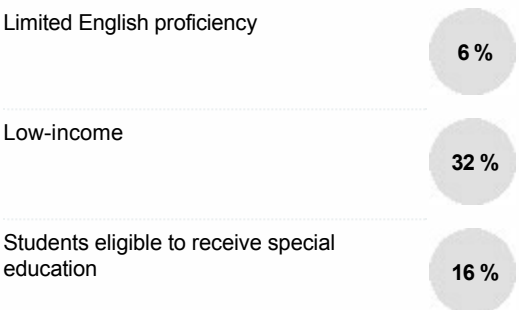 Limited English proficiency
6 %
Low-income
32 %
Students eligible to receive special
education
16 %